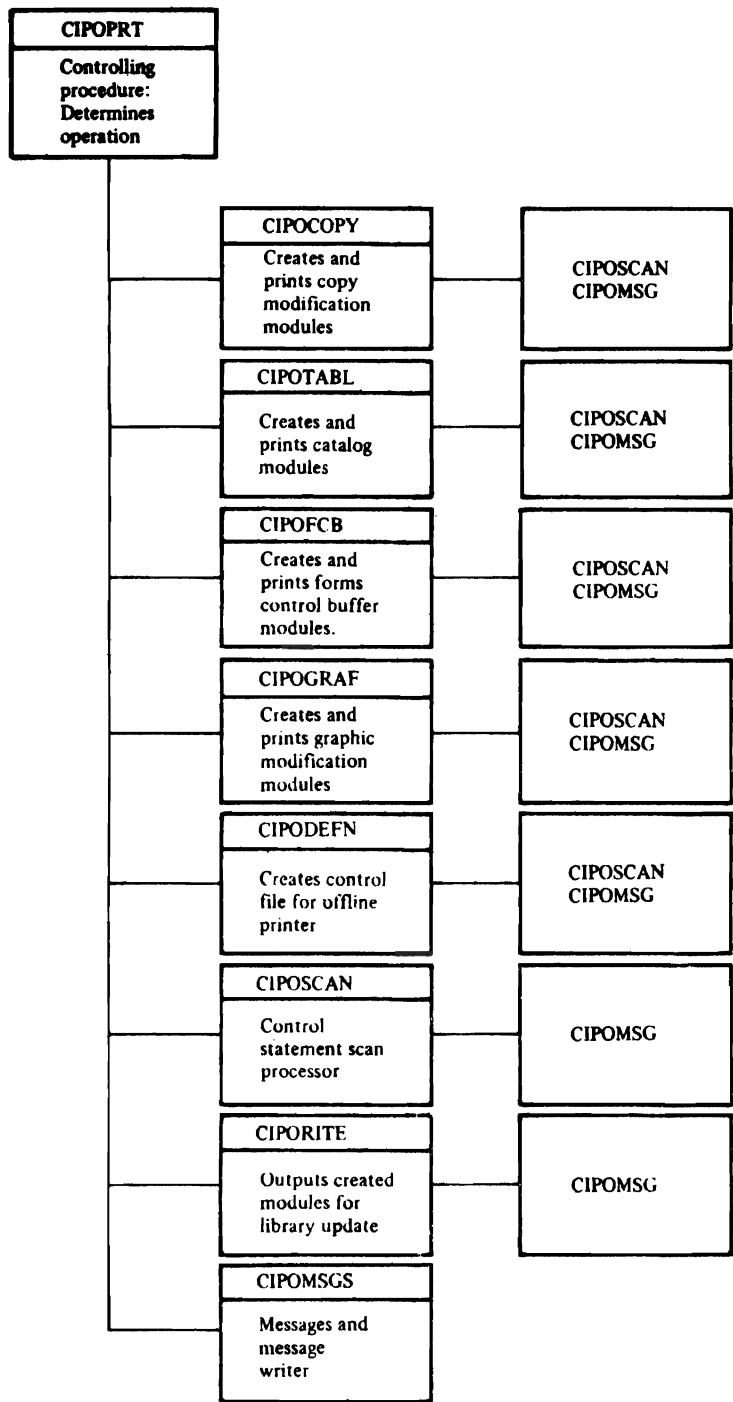 CIPOPRT
Controlling
procedure:
Determines
operation
CIPOCOPY
Creates and
prints copy
modification
modules
CIPOSCAN
CIPOMSG
CIPOTABL
Creates and
prints catalog
modules
CIPOSCAN
CIPOMSG
CIPOFCB
Creates and
prints forms
control buffer
modules.
CIPOSCAN
CIPOMSG
CIPOGRAF
Creates and
prints graphic
modification
modules
CIPOSCAN
CIPOMSG
CIPODEFN
Creates control
file for offline
printer
CIPOSCAN
CIPOMSG
CIPOSCAN
Control
statement scan
processor
CIPOMSG
CIPORITE
Outputs created
modules for
library update
CIPOMSG
CIPOMSGS
Messages and
message
writer